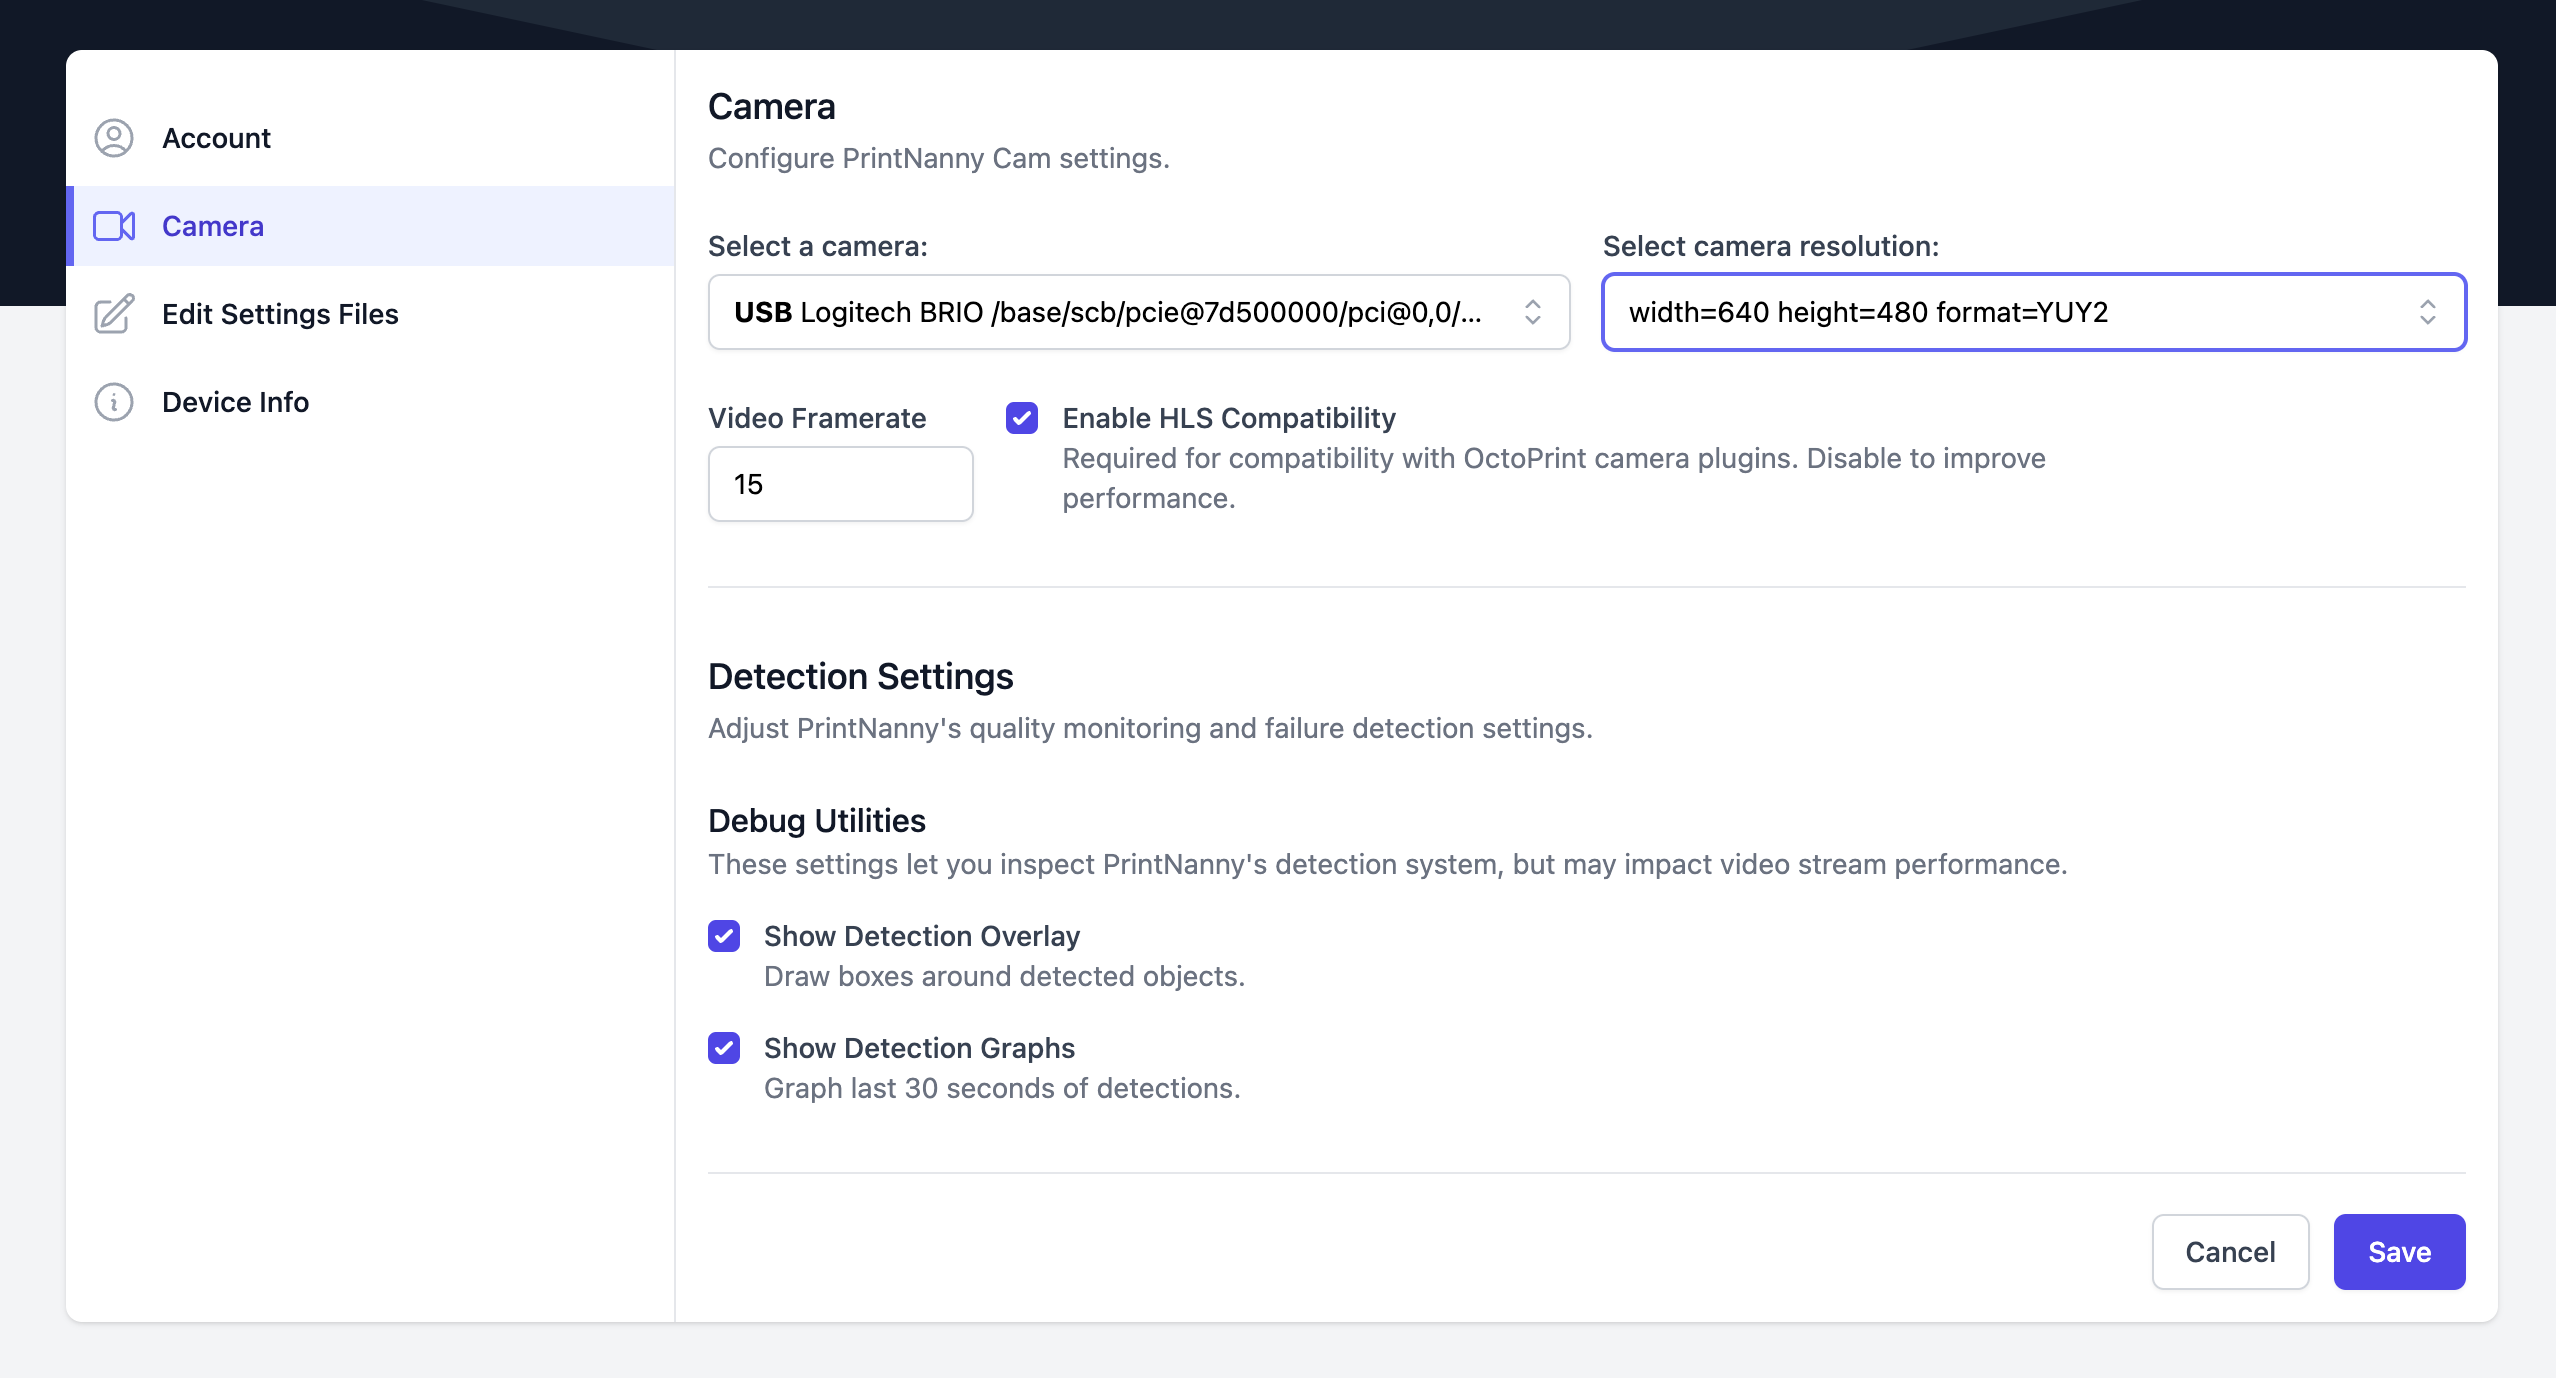 Account
Camera
Edit Settings Files
Device Info
Camera
Configure PrintNanny Cam settings.
Select a camera:
USB Logitech BRIO /base/scb/pcie@7d500000/pci@0,0/...
Select camera resolution:
width=640 height=480 format=YUY2
Video Framerate
15
Enable HLS Compatibility
Required for compatibility with OctoPrint camera plugins. Disable to improve
performance.
Detection Settings
Adjust PrintNanny's quality monitoring and failure detection settings.
Debug Utilities
These settings let you inspect PrintNanny's detection system, but may impact video stream performance.
Show Detection Overlay
Draw boxes around detected objects.
Show Detection Graphs
Graph last 30 seconds of detections.
Cancel
Save